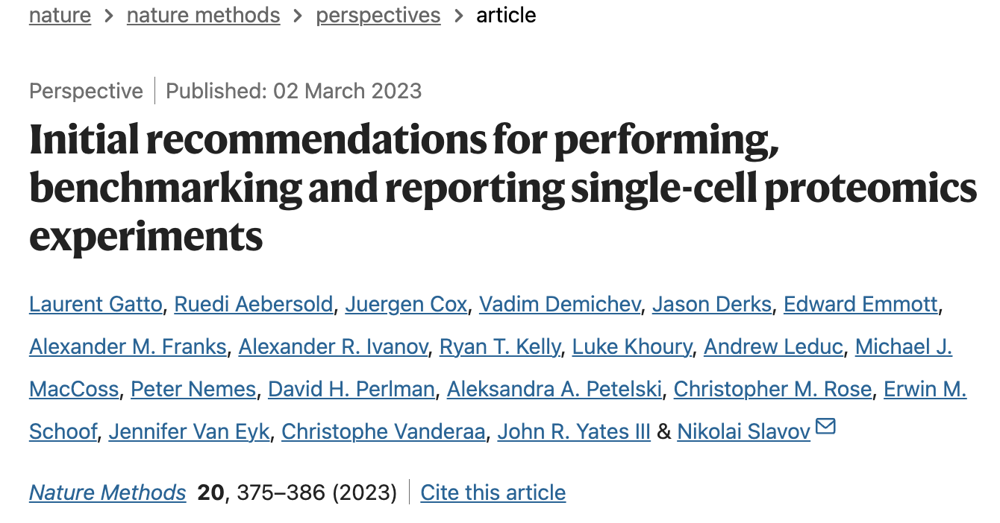 nature > nature methods > perspectives > article
Perspective | Published: 02 March 2023
Initial recommendations for performing,
benchmarking and reporting single-cell proteomics
experiments
Laurent Gatto, Ruedi Aebersold, Juergen Cox, Vadim Demichev, Jason Derks, Edward Emmott,
Alexander M. Franks, Alexander R. Ivanov, Ryan T. Kelly, Luke Khoury, Andrew Leduc, Michael J.
MacCoss, Peter Nemes, David H. Perlman, Aleksandra A. Petelski, Christopher M. Rose, Erwin M.
Schoof, Jennifer Van Eyk, Christophe Vanderaa, John R. Yates III & Nikolai Slavov
Nature Methods 20, 375–386 (2023) | Cite this article